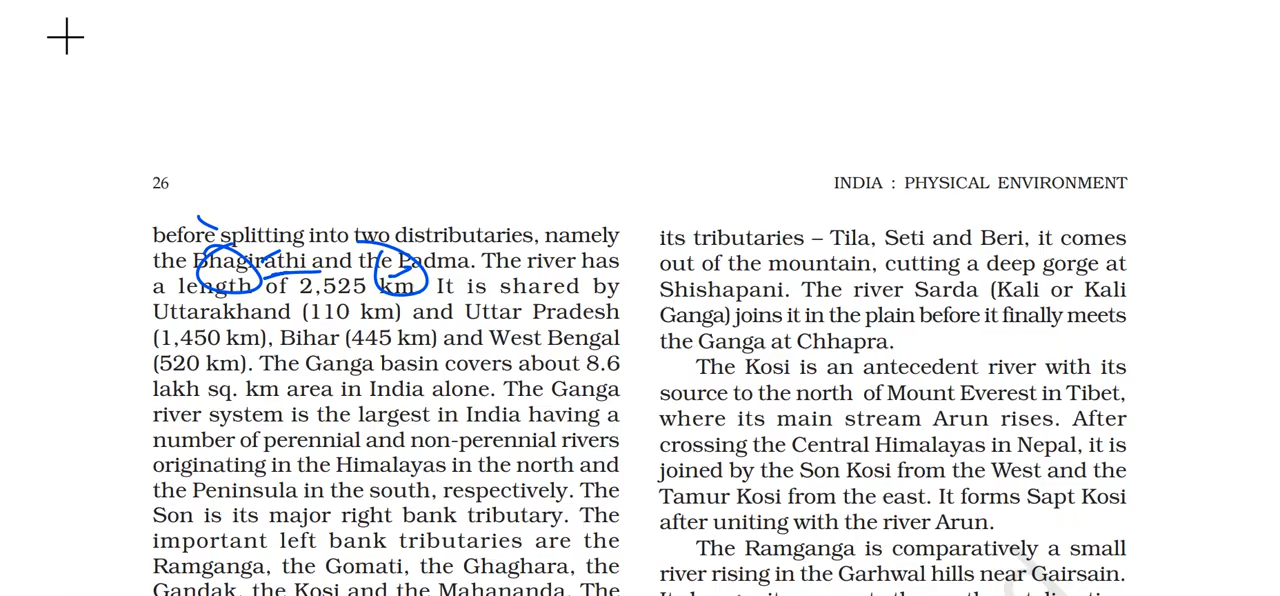 26
INDIA : PHYSICAL ENVIRONMENT
before splitting into two distributaries, namely
the Bhagirathi and the Padma. The river has
a length of 2,525 km. It is shared by
Uttarakhand (110 km) and Uttar Pradesh
(1,450 km), Bihar (445 km) and West Bengal
(520 km). The Ganga basin covers about 8.6
lakh sq. km area in India alone. The Ganga
river system is the largest in India having a
number of perennial and non-perennial rivers
originating in the Himalayas in the north and
the Peninsula in the south, respectively. The
Son is its major right bank tributary. The
important left bank tributaries are the
Ramganga, the Gomati, the Ghaghara, the
Gandak, the Kosi and the Mahananda. The
its tributaries – Tila, Seti and Beri, it comes
out of the mountain, cutting a deep gorge at
Shishapani. The river Sarda (Kali or Kali
Ganga) joins it in the plain before it finally meets
the Ganga at Chhapra.
The Kosi is an antecedent river with its
source to the north of Mount Everest in Tibet,
where its main stream Arun rises. After
crossing the Central Himalayas in Nepal, it is
joined by the Son Kosi from the West and the
Tamur Kosi from the east. It forms Sapt Kosi
after uniting with the river Arun.
The Ramganga is comparatively a small
river rising in the Garhwal hills near Gairsain.